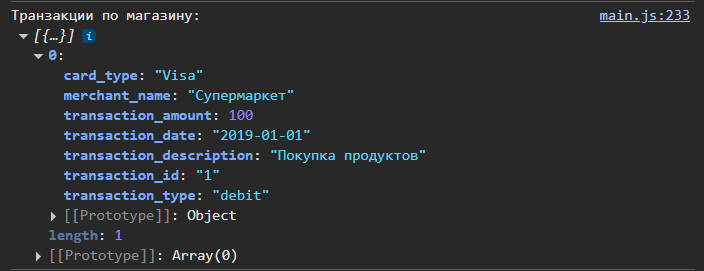 Транзакции по магазину: main.js:233
[{…}] i
0:
card_type: "Visa"
merchant_name: "Супермаркет"
transaction_amount: 100
transaction_date: "2019-01-01"
transaction_description: "Покупка продуктов"
transaction_id: "1"
transaction_type: "debit"
[[Prototype]]: Object
length: 1
[[Prototype]]: Array(0)